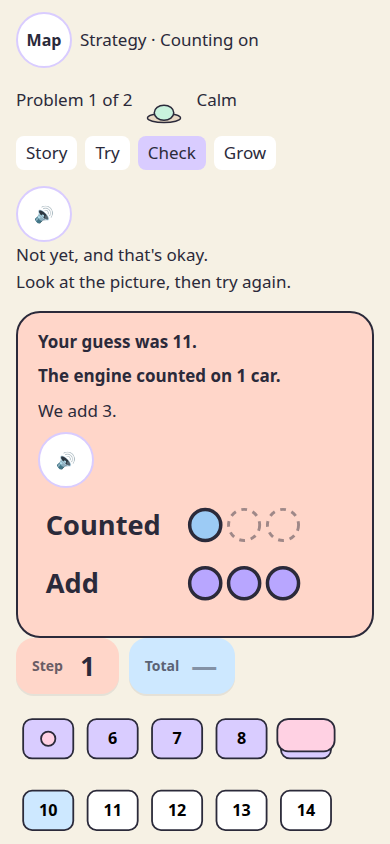 Map Strategy · Counting on
Problem 1 of 2 Calm
Story Try Check Grow
Not yet, and that's okay.
Look at the picture, then try again.
Your guess was 11.
The engine counted on 1 car.
We add 3.
Counted
Add
Step 1 Total —
6 7 8
10 11 12 13 14